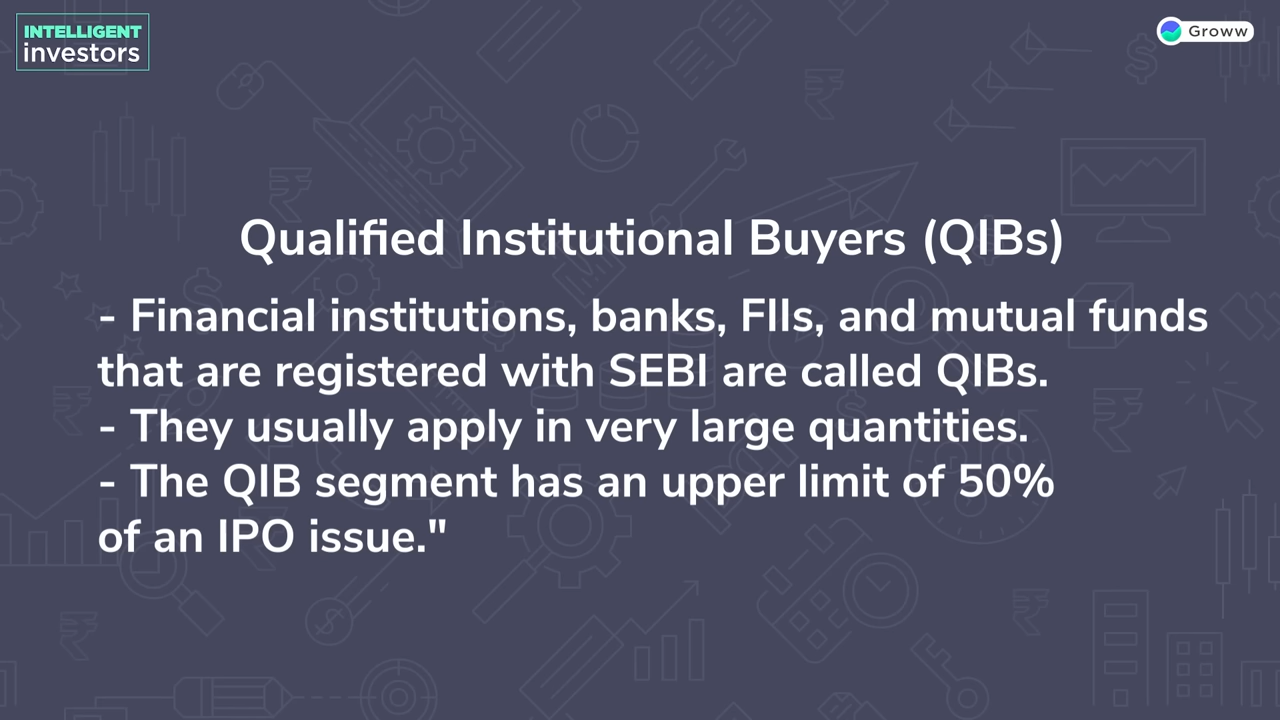 INTELLIGENT
investors
Groww
Qualified Institutional Buyers (QIBs)
- Financial institutions, banks, FIIs, and mutual funds
that are registered with SEBI are called QIBs.
- They usually apply in very large quantities.
- The QIB segment has an upper limit of 50%
of an IPO issue."